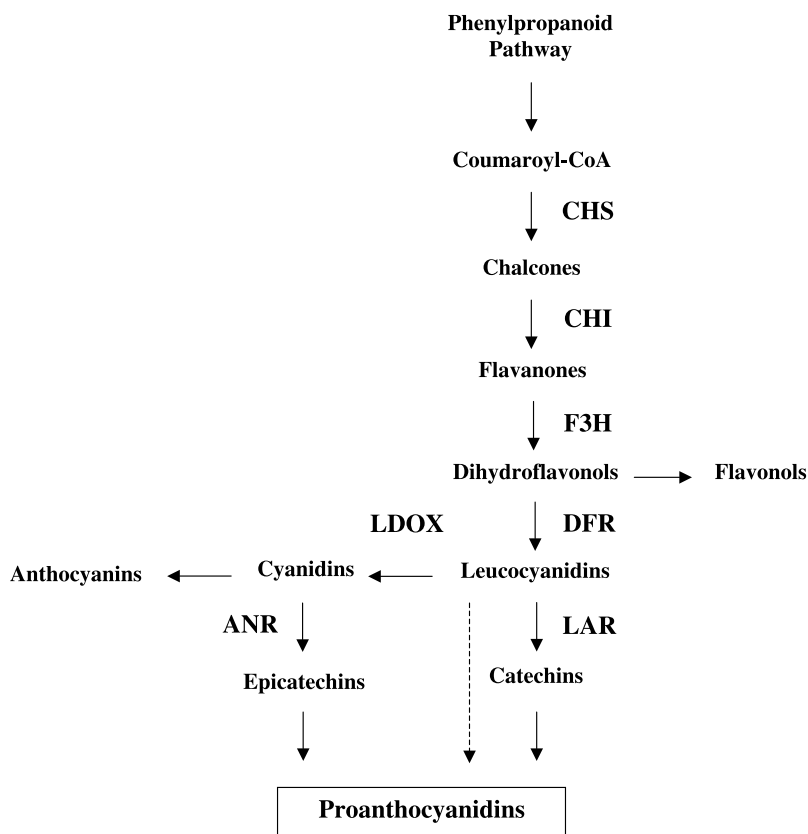 Phenylpropanoid
Pathway
Coumaroyl-CoA
CHS
Chalcones
CHI
Flavanones
F3H
Dihydroflavonols
Flavonols
LDOX
DFR
Anthocyanins
Cyanidins
Leucocyanidins
ANR
LAR
Epicatechins
Catechins
Proanthocyanidins